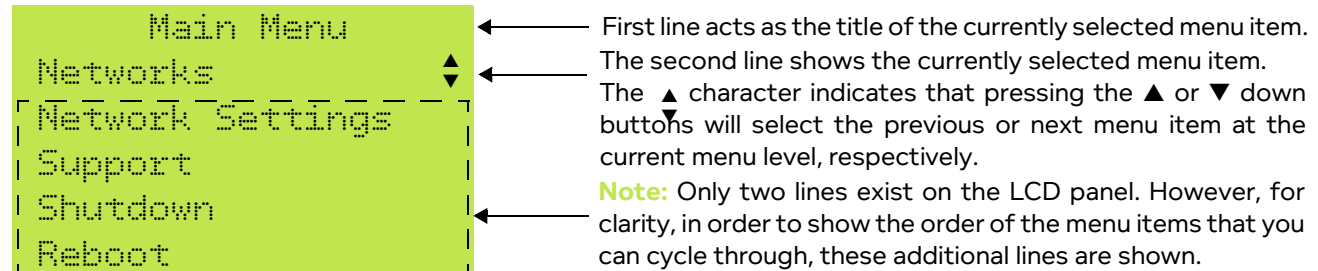 Main Menu
Networks
Network Settings
Support
Shutdown
Reboot
First line acts as the title of the currently selected menu item.
The second line shows the currently selected menu item.
The ▲▼ character indicates that pressing the ▲ or ▼ down
buttons will select the previous or next menu item at the
current menu level, respectively.
Note: Only two lines exist on the LCD panel. However, for
clarity, in order to show the order of the menu items that you
can cycle through, these additional lines are shown.